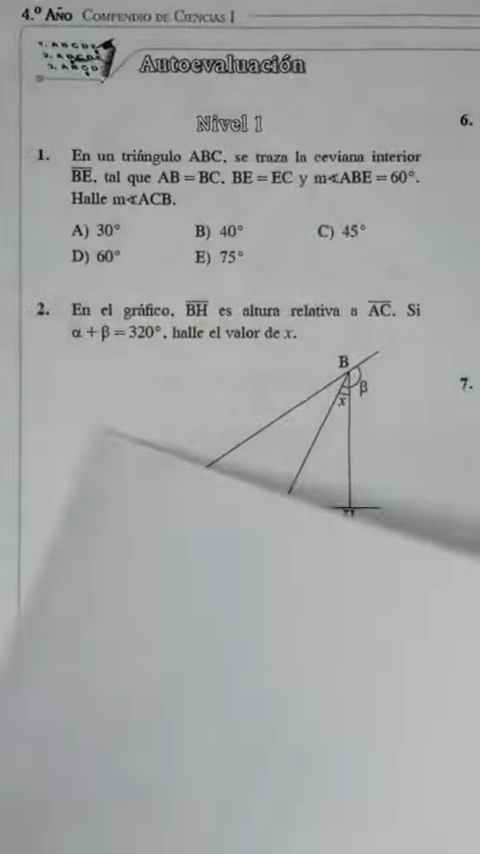 4.º AÑO COMPENDIO DE CIENCIAS I
Autoevaluación
Nivel I
1. En un triángulo ABC, se traza la ceviana interior
BE, tal que AB = BC, BE = EC y m∢ABE = 60°.
Halle m∢ACB.
A) 30° B) 40° C) 45°
D) 60° E) 75°
2. En el gráfico, BH es altura relativa a AC. Si
α + β = 320°, halle el valor de x.
B
β
x
6.
7.